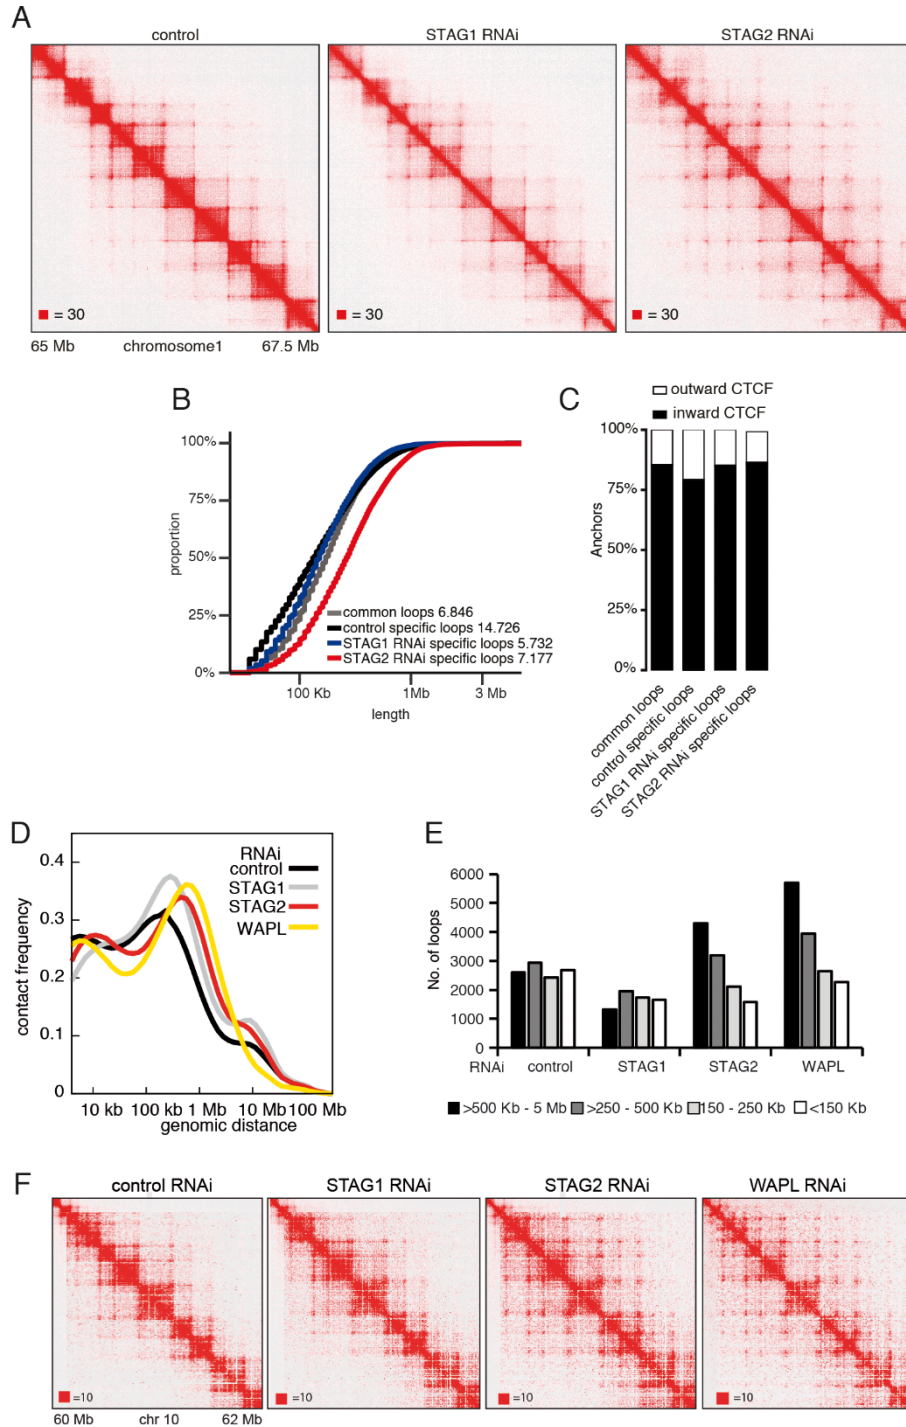 A
control STAG1 RNAi STAG2 RNAi
= 30 = 30 = 30
65 Mb chromosome1 67.5 Mb
B
100%
75%
50%
25%
0%
proportion
common loops 6.846
control specific loops 14.726
STAG1 RNAi specific loops 5.732
STAG2 RNAi specific loops 7.177
100 Kb 1Mb 3 Mb
length
C
outward CTCF
inward CTCF
100%
75%
50%
25%
0%
Anchors
common loops
control specific loops
STAG1 RNAi specific loops
STAG2 RNAi specific loops
D
0.4
0.3
0.2
0.1
0
contact frequency
RNAi
control
STAG1
STAG2
WAPL
10 kb 100 kb 1 Mb 10 Mb 100 Mb
genomic distance
E
6000
5000
4000
3000
2000
1000
0
No. of loops
RNAi control STAG1 STAG2 WAPL
>500 Kb - 5 Mb >250 - 500 Kb 150 - 250 Kb <150 Kb
F
control RNAi STAG1 RNAi STAG2 RNAi WAPL RNAi
=10 =10 =10 =10
60 Mb chr 10 62 Mb